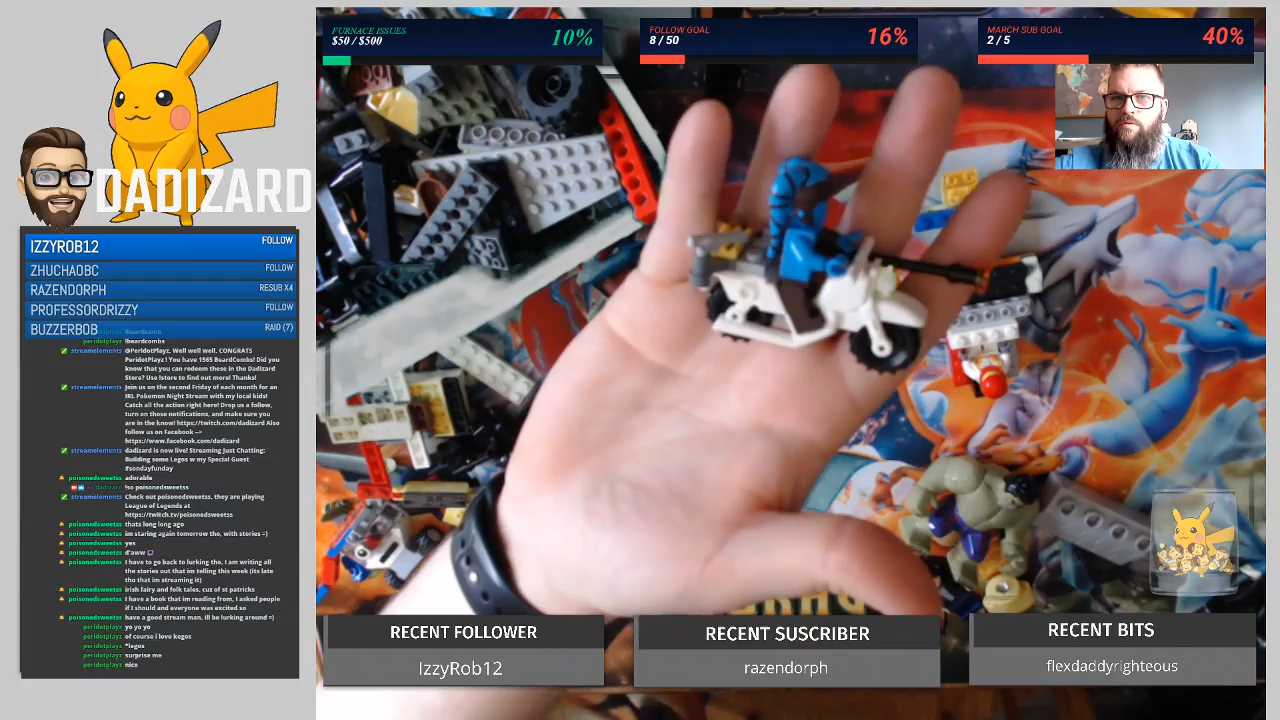 FURNACE ISSUES
$50 / $500
10%
FOLLOW GOAL
8 / 50
16%
MARCH SUB GOAL
2 / 5
40%
DADIZARD
IZZYROB12 FOLLOW
ZHUCHAOBC FOLLOW
RAZENDORPH RESUB X4
PROFESSORDRIZZY FOLLOW
BUZZERBOB RAID (7)
peridotplayz !beardcomb
peridotplayz !beardcombs
streamelements @PeridotPlayz, Well well well, CONGRATS
PeridotPlayz ! You have 1565 BeardCombs! Did you
know that you can redeem these in the Dadizard
Store? Use !store to find out more! Thanks!
streamelements Join us on the second Friday of each month for an
IRL Pokemon Night Stream with my local kids!
Catch all the action right here! Drop us a follow,
turn on those notifications, and make sure you
are in the know! https://twitch.com/dadizard Also
follow us on Facebook -->
https://www.facebook.com/dadizard
streamelements dadizard is now live! Streaming Just Chatting:
Building some Legos w my Special Guest
#sondayfunday
poisonedsweetss adorable
dadizard !so poisonedsweetss
streamelements Check out poisonedsweetss, they are playing
League of Legends at
https://twitch.tv/poisonedsweetss
poisonedsweetss thats long long ago
poisonedsweetss im staring again tomorrow tho, with stories =)
poisonedsweetss yes
poisonedsweetss d'aww
poisonedsweetss I have to go back to lurking tho, I am writing all
the stories out that im telling this week (its late
tho that im streaming it)
poisonedsweetss irish fairy and folk tales, cuz of st patricks
poisonedsweetss I have a book that im reading from, I asked people
if I should and everyone was excited so
poisonedsweetss have a good stream man, ill be lurking around =)
peridotplayz yo yo yo
peridotplayz of course i love kegos
peridotplayz *legos
peridotplayz surprise me
peridotplayz nice
RECENT FOLLOWER
IzzyRob12
RECENT SUSCRIBER
razendorph
RECENT BITS
flexdaddyrighteous